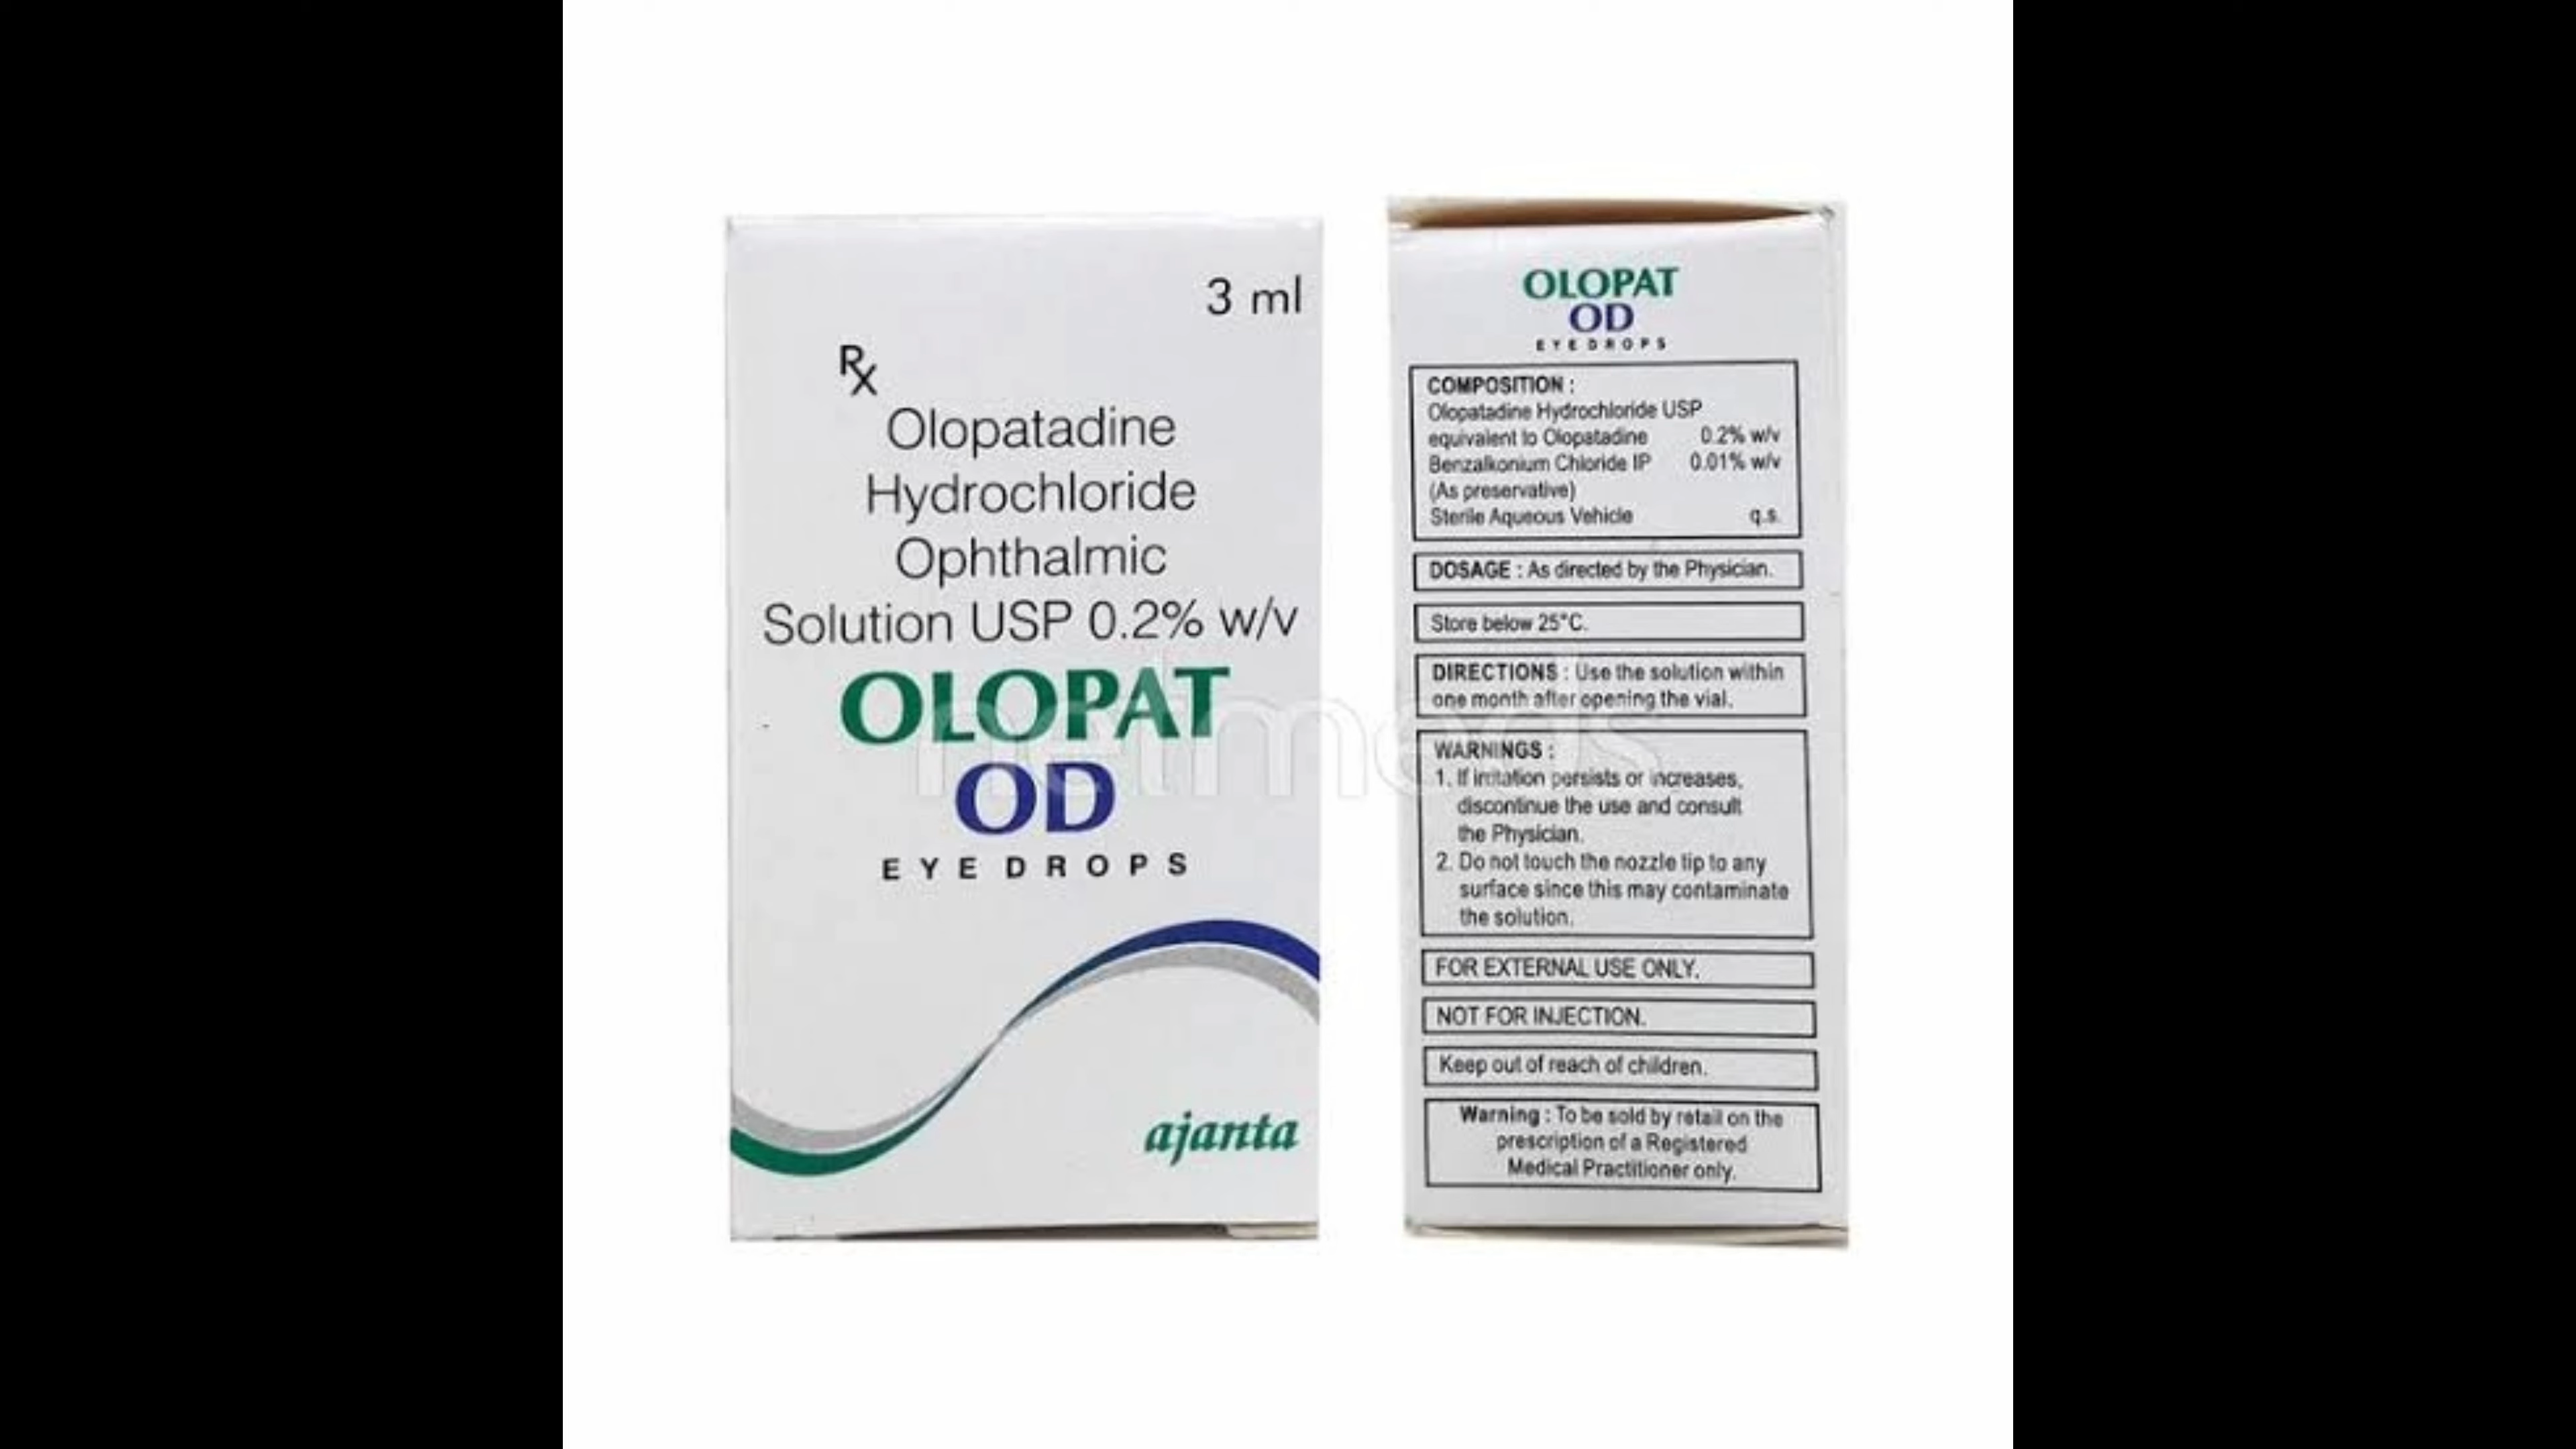 3 ml
Rx
Olopatadine
Hydrochloride
Ophthalmic
Solution USP 0.2% w/v
OLOPAT
OD
EYE DROPS
ajanta
OLOPAT
OD
EYE DROPS
COMPOSITION :
Olopatadine Hydrochloride USP
equivalent to Olopatadine 0.2% w/v
Benzalkonium Chloride IP 0.01% w/v
(As preservative)
Sterile Aqueous Vehicle q.s.
DOSAGE : As directed by the Physician.
Store below 25°C.
DIRECTIONS : Use the solution within
one month after opening the vial.
WARNINGS :
1. If irritation persists or increases,
discontinue the use and consult
the Physician.
2. Do not touch the nozzle tip to any
surface since this may contaminate
the solution.
FOR EXTERNAL USE ONLY.
NOT FOR INJECTION.
Keep out of reach of children.
Warning : To be sold by retail on the
prescription of a Registered
Medical Practitioner only.
netmeds